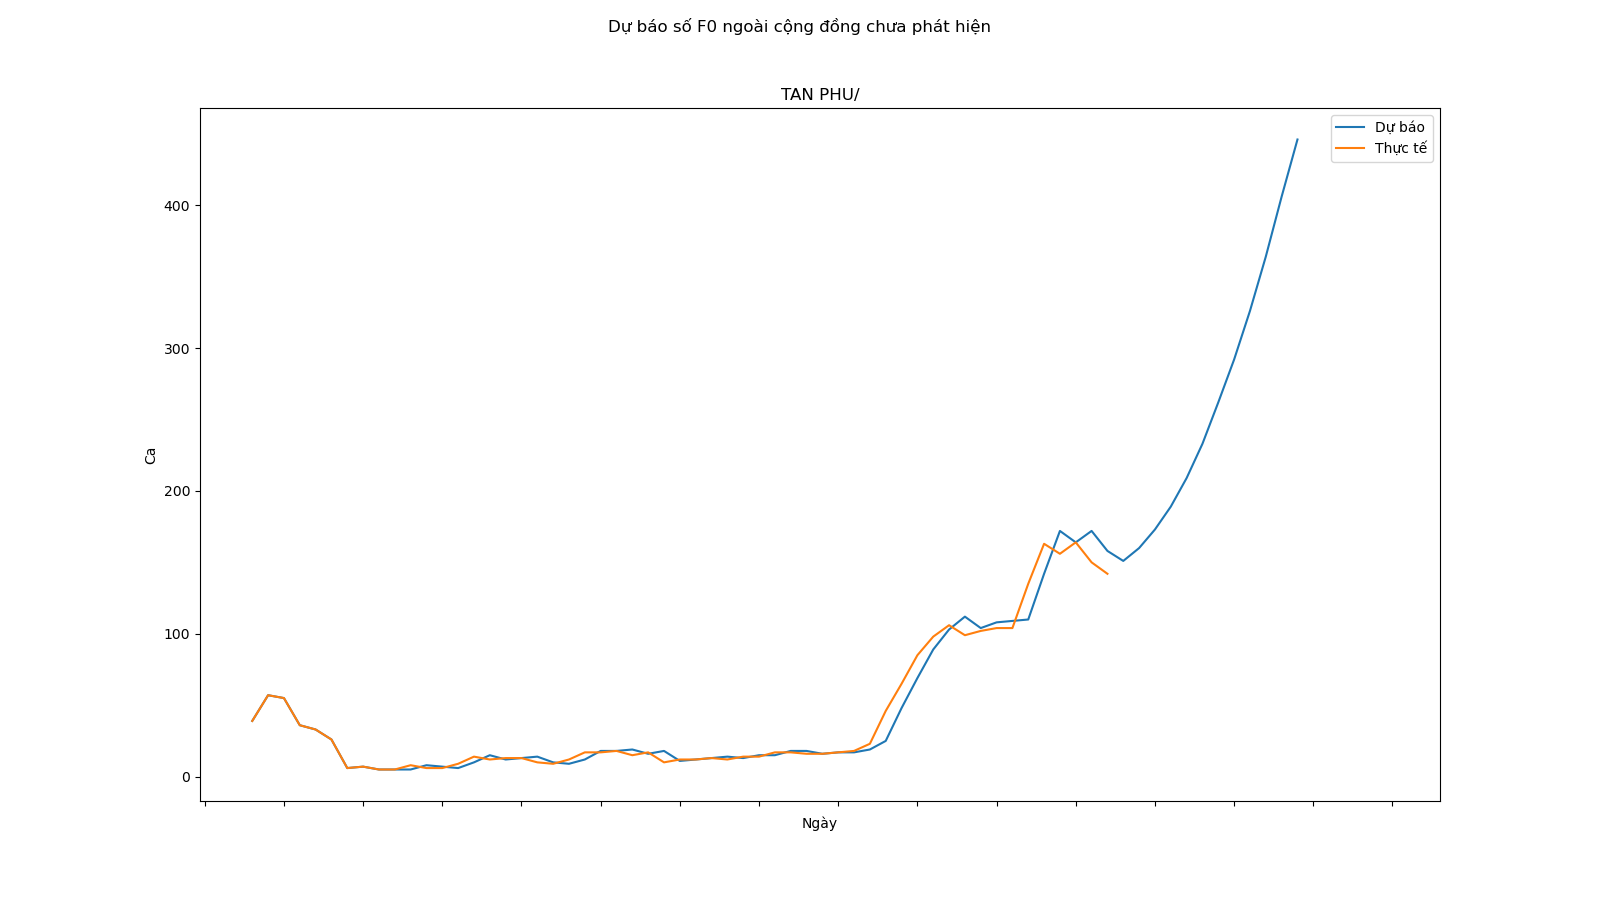 Dự báo số F0 ngoài cộng đồng chưa phát hiện
TAN PHU/
Dự báo
Thực tế
400
300
200
100
0
Ca
Ngày